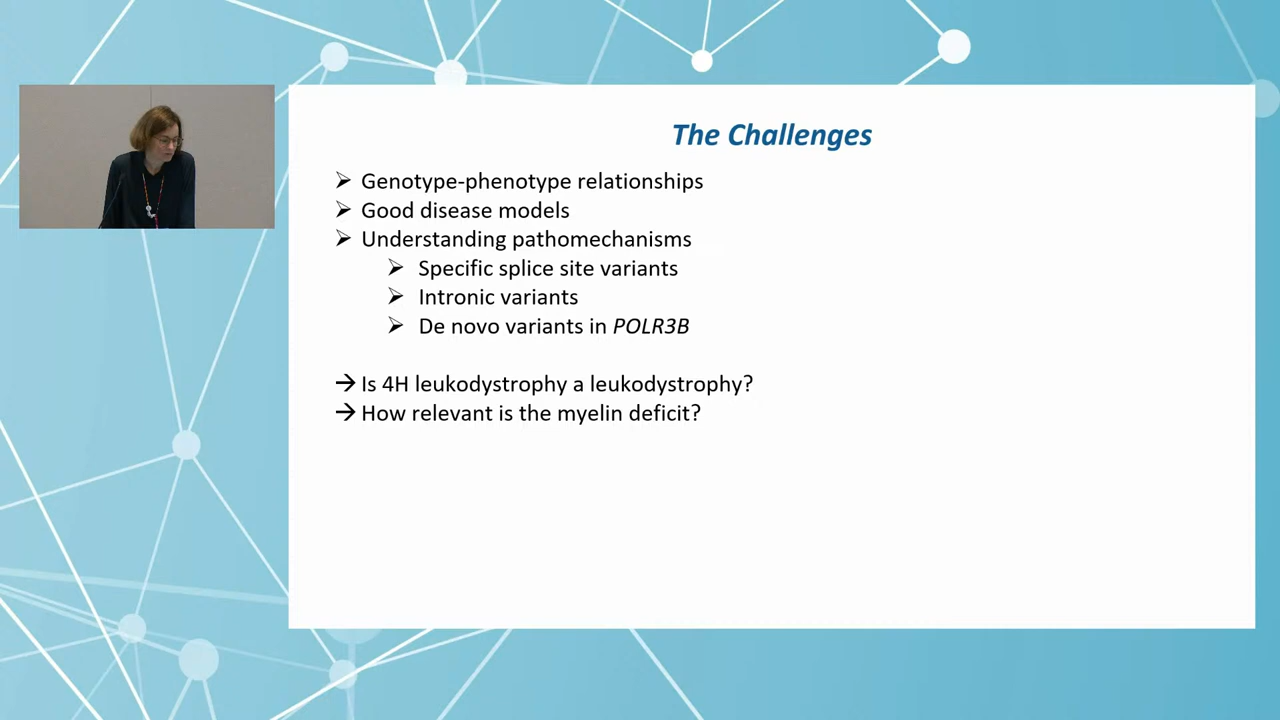 The Challenges
➢ Genotype-phenotype relationships
➢ Good disease models
➢ Understanding pathomechanisms
➢ Specific splice site variants
➢ Intronic variants
➢ De novo variants in POLR3B
→ Is 4H leukodystrophy a leukodystrophy?
→ How relevant is the myelin deficit?